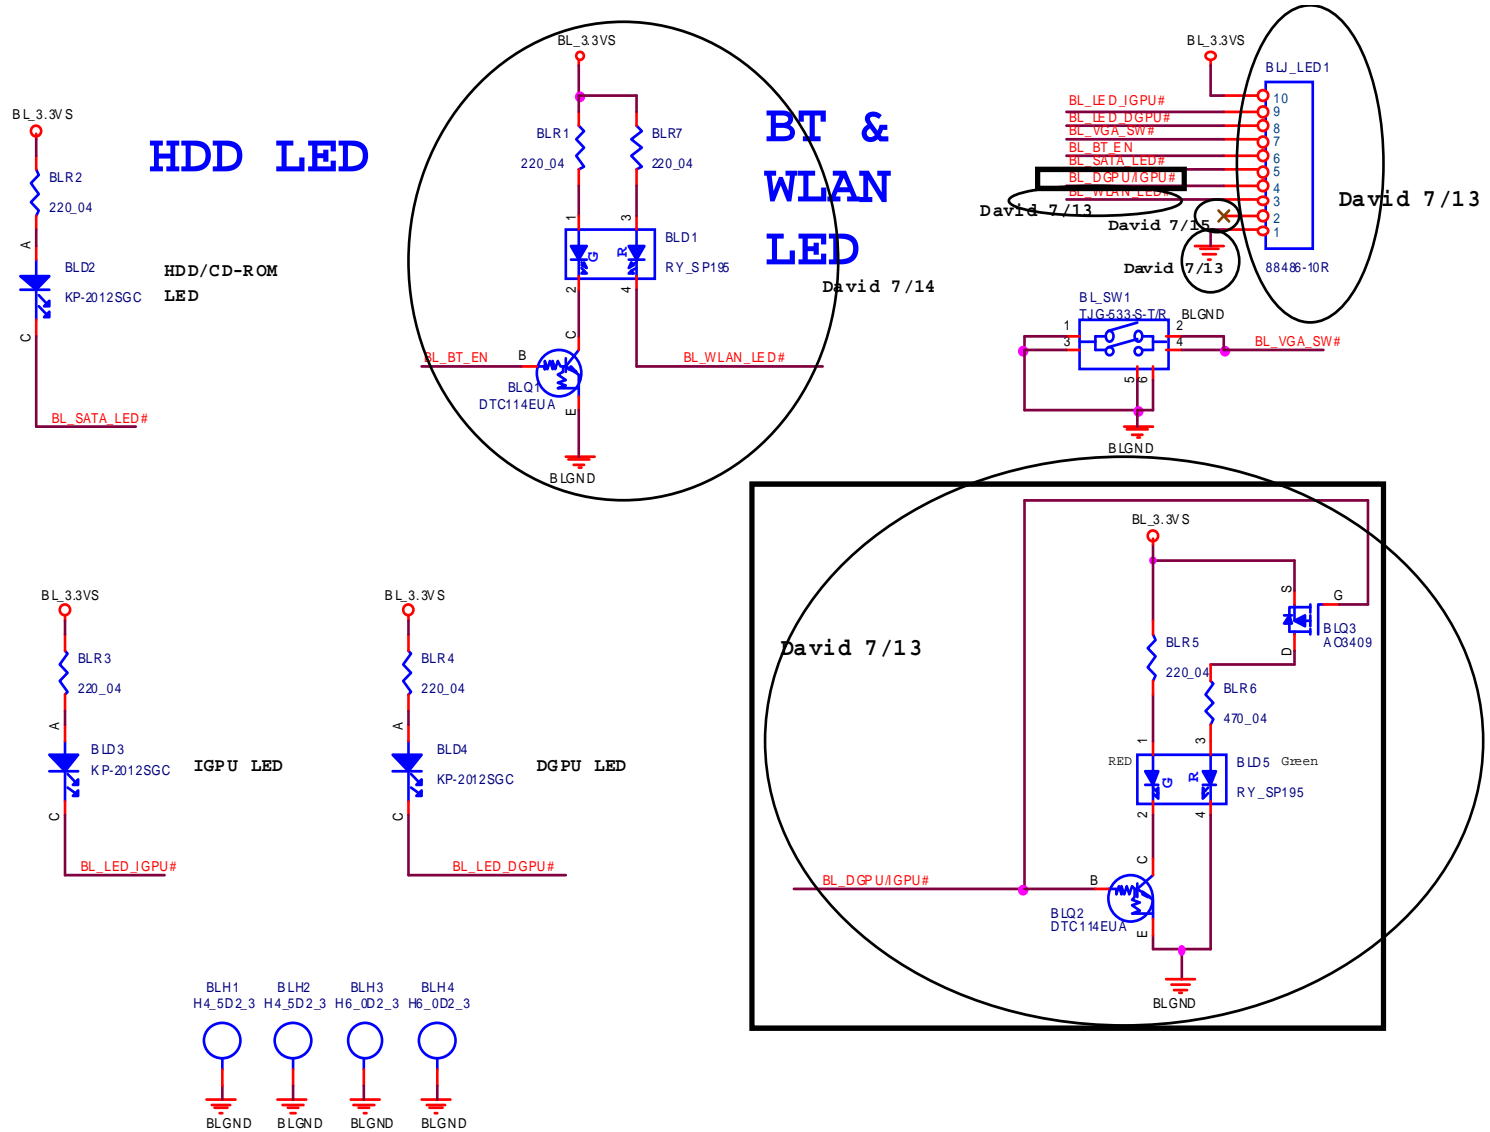 BL_3.3VS
HDD LED
BLR2
220_04
A
BLD2
KP-2012SGC
C
HDD/CD-ROM
LED
BL_SATA_LED#
BL_3.3VS
BLR1
220_04
BLR7
220_04
1
3
G
R
BLD1
RY_SP195
2
4
C
BL_BT_EN
B
BLQ1
DTC114EUA
E
BL_WLAN_LED#
BLGND
BT &
WLAN
LED
David 7/14
BL_3.3VS
BLJ_LED1
BL_LED_IGPU#
BL_LED_DGPU#
BL_VGA_SW#
BL_BT_EN
BL_SATA_LED#
BL_DGPU/IGPU#
BL_WLAN_LED#
10
9
8
7
6
5
4
3
2
1
88486-10R
David 7/13
David 7/13
David 7/15
David 7/13
BLGND
BL_SW1
TJG-533-S-T/R
1
3
2
4
5
6
BL_VGA_SW#
BLGND
BL_3.3VS
BLR3
220_04
A
BLD3
KP-2012SGC
C
IGPU LED
BL_LED_IGPU#
BL_3.3VS
BLR4
220_04
A
BLD4
KP-2012SGC
C
DGPU LED
BL_LED_DGPU#
David 7/13
BL_3.3VS
S
G
BLQ3
AO3409
D
BLR5
220_04
BLR6
470_04
1
3
RED
G
R
BLD5
Green
RY_SP195
2
4
C
BL_DGPU/IGPU#
B
BLQ2
DTC114EUA
E
BLGND
BLH1
H4_5D2_3
BLH2
H4_5D2_3
BLH3
H6_0D2_3
BLH4
H6_0D2_3
BLGND
BLGND
BLGND
BLGND